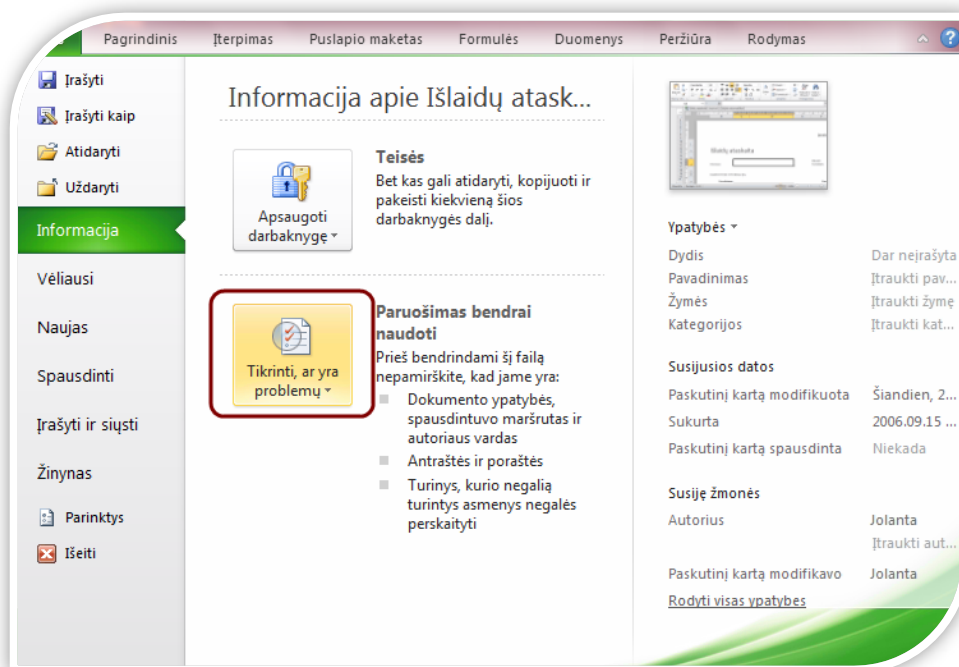 Pagrindinis Įterpimas Puslapio maketas Formulės Duomenys Peržiūra Rodymas
Įrašyti
Įrašyti kaip
Atidaryti
Uždaryti
Informacija
Vėliausi
Naujas
Spausdinti
Įrašyti ir siųsti
Žinynas
Parinktys
Išeiti
Informacija apie Išlaidų atask...
Apsaugoti
darbaknygę
Teisės
Bet kas gali atidaryti, kopijuoti ir
pakeisti kiekvieną šios
darbaknygės dalį.
Tikrinti, ar yra
problemų
Paruošimas bendrai
naudoti
Prieš bendrindami šį failą
nepamirškite, kad jame yra:
Dokumento ypatybės,
spausdintuvo maršrutas ir
autoriaus vardas
Antraštės ir poraštės
Turinys, kurio negalią
turintys asmenys negalės
perskaityti
Ypatybės
Dydis Dar neįrašyta
Pavadinimas Įtraukti pav...
Žymės Įtraukti žymę
Kategorijos Įtraukti kat...
Susijusios datos
Paskutinį kartą modifikuota Šiandien, 2...
Sukurta 2006.09.15 ...
Paskutinį kartą spausdinta Niekada
Susiję žmonės
Autorius Jolanta
Įtraukti aut...
Paskutinį kartą modifikavo Jolanta
Rodyti visas ypatybes